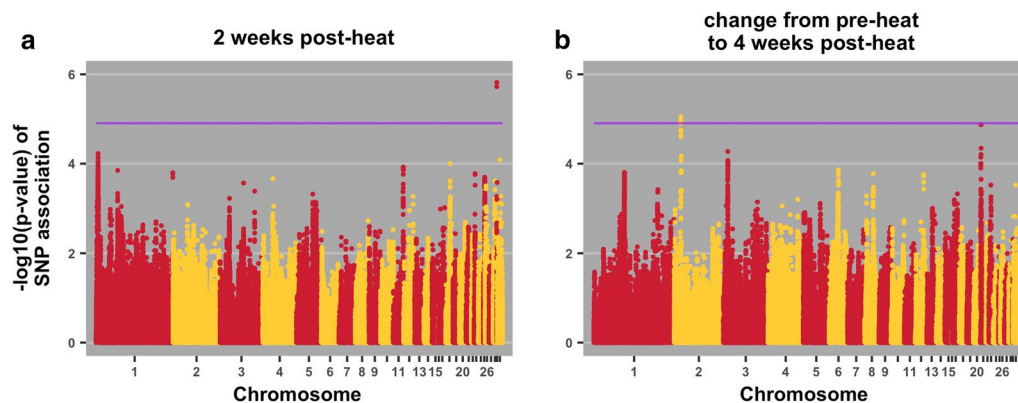 a
2 weeks post-heat
b
change from pre-heat
to 4 weeks post-heat
-log10(p-value) of
SNP association
6
4
2
0
1 2 3 4 5 6 7 8 9 11 13 15 20 26
Chromosome
6
4
2
0
1 2 3 4 5 6 7 8 9 11 13 15 20 26
Chromosome